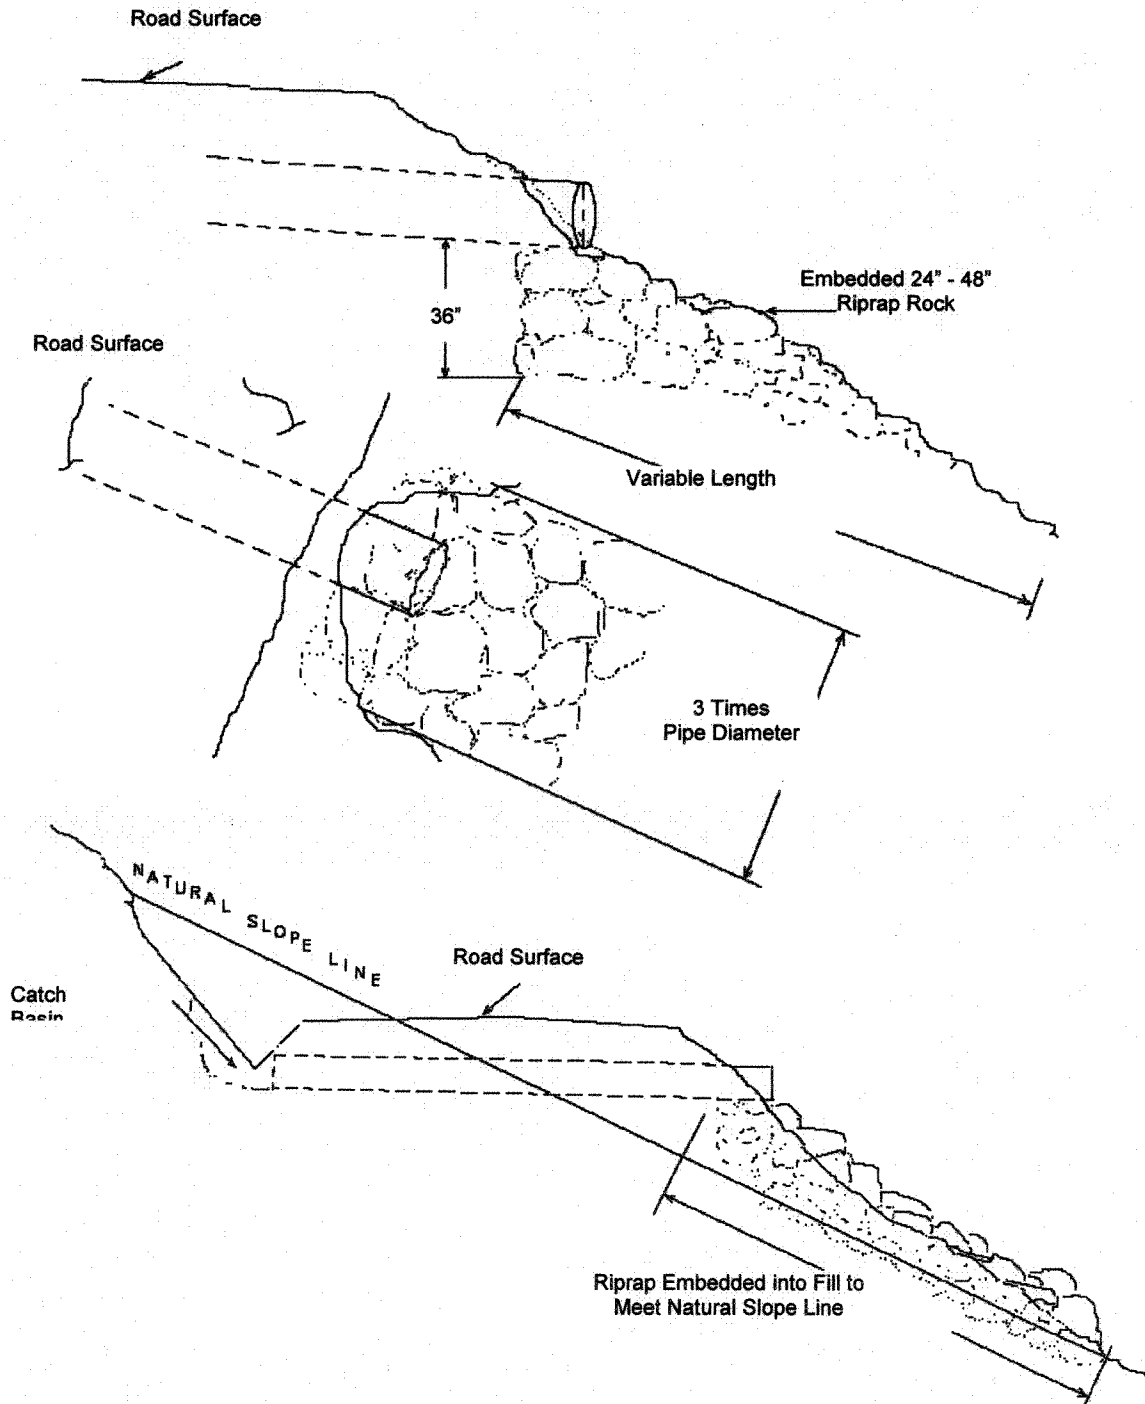 Road Surface
Embedded 24" - 48"
Riprap Rock
36"
Road Surface
Variable Length
3 Times
Pipe Diameter
NATURAL SLOPE LINE
Road Surface
Catch
Basin
Riprap Embedded into Fill to
Meet Natural Slope Line